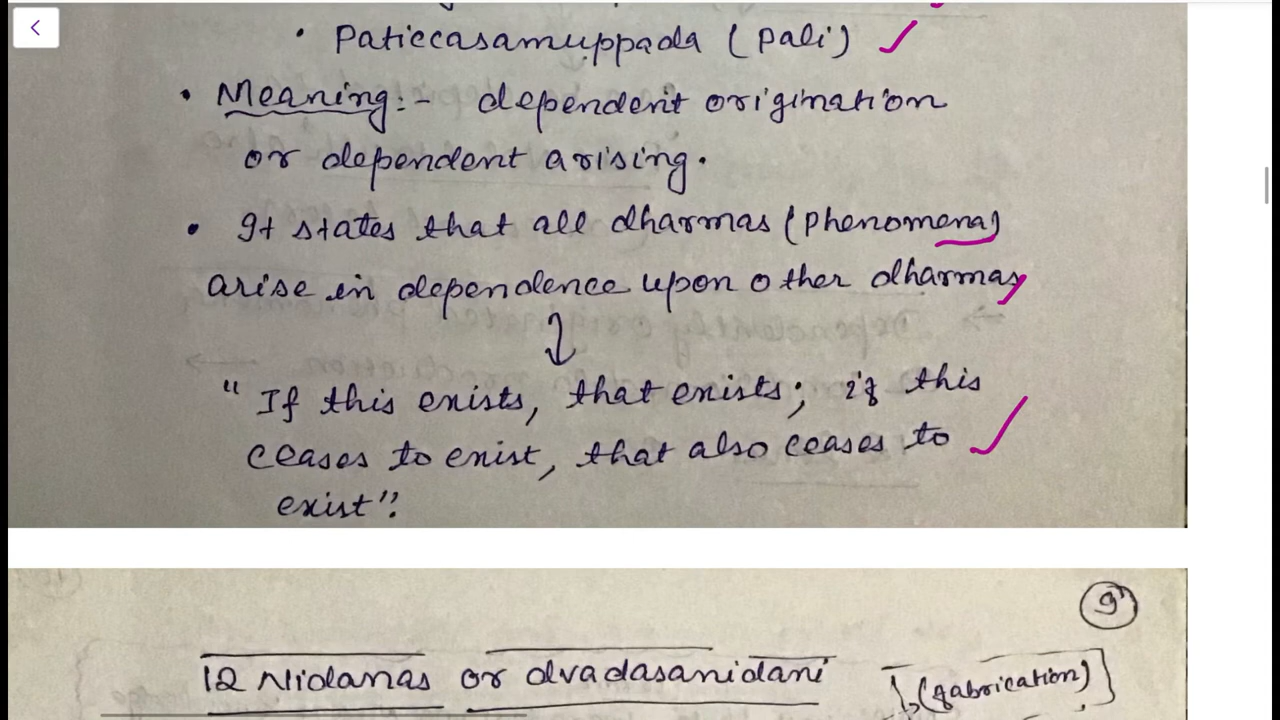 • Paticcasamuppada (Pali) ✓
• Meaning:- dependent origination
or dependent arising.
• It states that all dharmas (phenomena)
arise in dependence upon other dharmas
↓
"If this exists, that exists; if this
ceases to exist, that also ceases to
exist".
9
12 Nidanas or dvadasanidani
↳ (fabrication)]